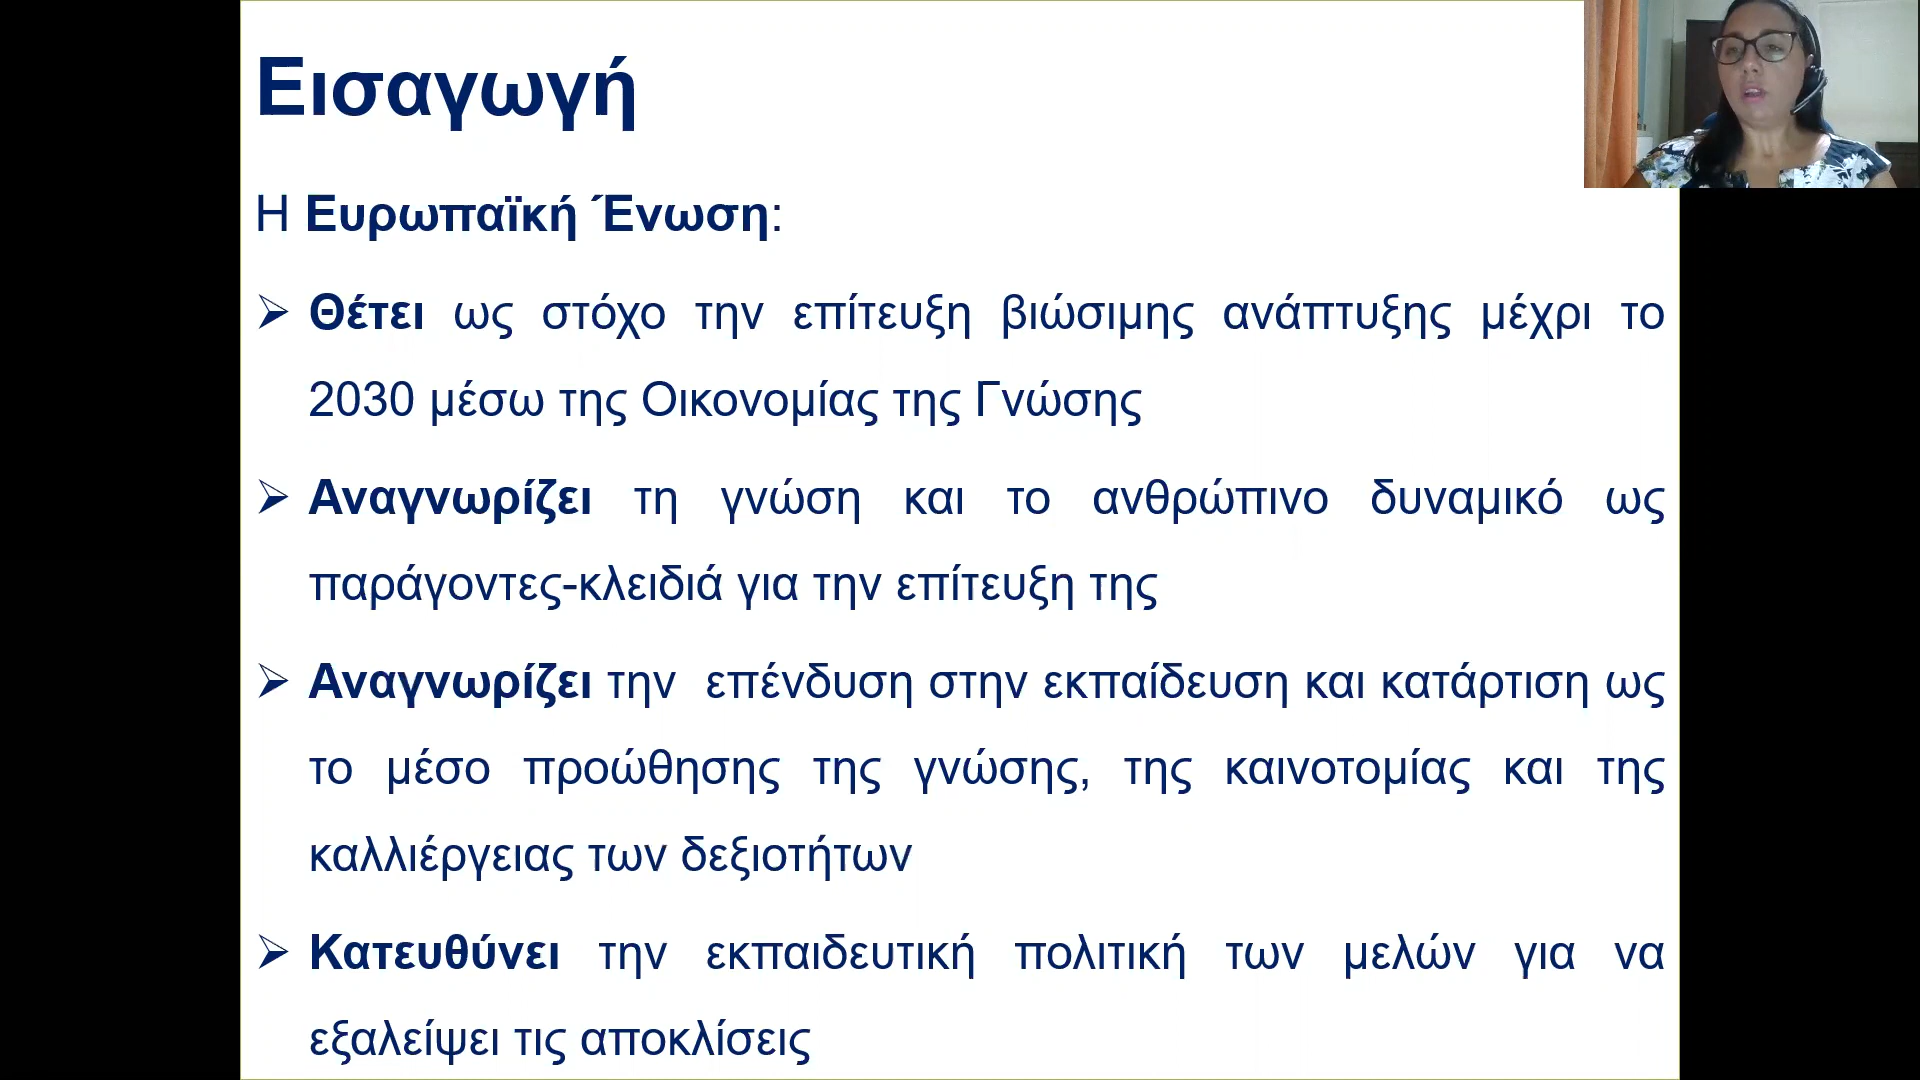 Εισαγωγή
Η Ευρωπαϊκή Ένωση:
➢ Θέτει ως στόχο την επίτευξη βιώσιμης ανάπτυξης μέχρι το
2030 μέσω της Οικονομίας της Γνώσης
➢ Αναγνωρίζει τη γνώση και το ανθρώπινο δυναμικό ως
παράγοντες-κλειδιά για την επίτευξη της
➢ Αναγνωρίζει την επένδυση στην εκπαίδευση και κατάρτιση ως
το μέσο προώθησης της γνώσης, της καινοτομίας και της
καλλιέργειας των δεξιοτήτων
➢ Κατευθύνει την εκπαιδευτική πολιτική των μελών για να
εξαλείψει τις αποκλίσεις